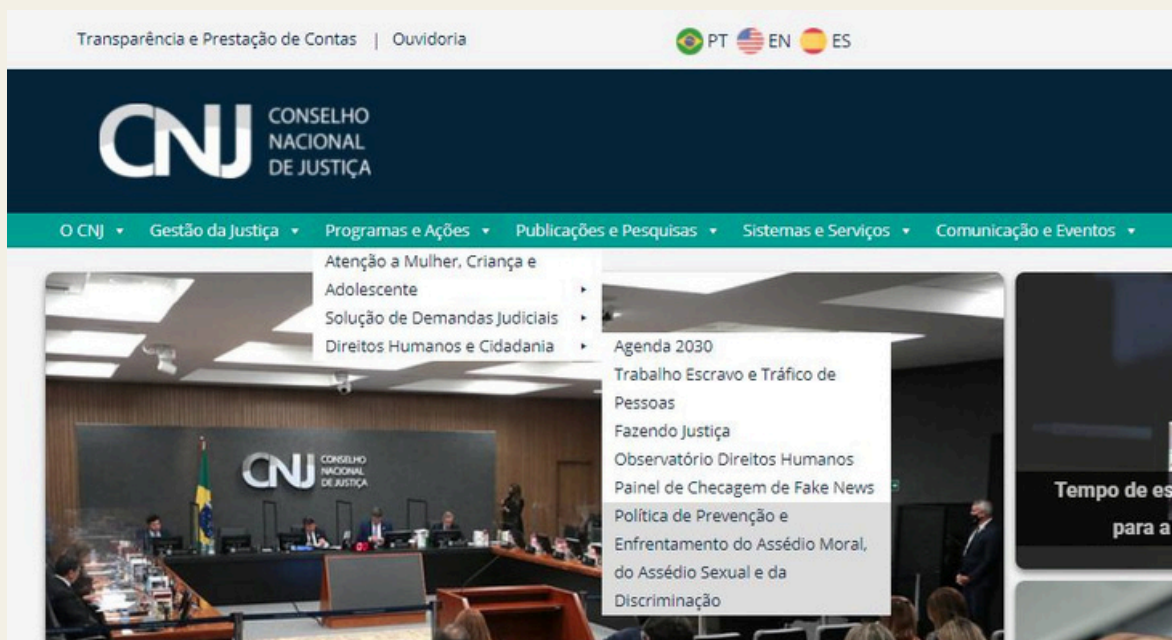 Transparência e Prestação de Contas | Ouvidoria
PT EN ES
CNJ CONSELHO
NACIONAL
DE JUSTIÇA
O CNJ
Gestão da Justiça
Programas e Ações
Publicações e Pesquisas
Sistemas e Serviços
Comunicação e Eventos
Atenção a Mulher, Criança e
Adolescente
Solução de Demandas Judiciais
Direitos Humanos e Cidadania
Agenda 2030
Trabalho Escravo e Tráfico de
Pessoas
Fazendo Justiça
Observatório Direitos Humanos
Painel de Checagem de Fake News
Política de Prevenção e
Enfrentamento do Assédio Moral,
do Assédio Sexual e da
Discriminação
CNJ CONSELHO
NACIONAL
DE JUSTIÇA
Tempo de es
para a